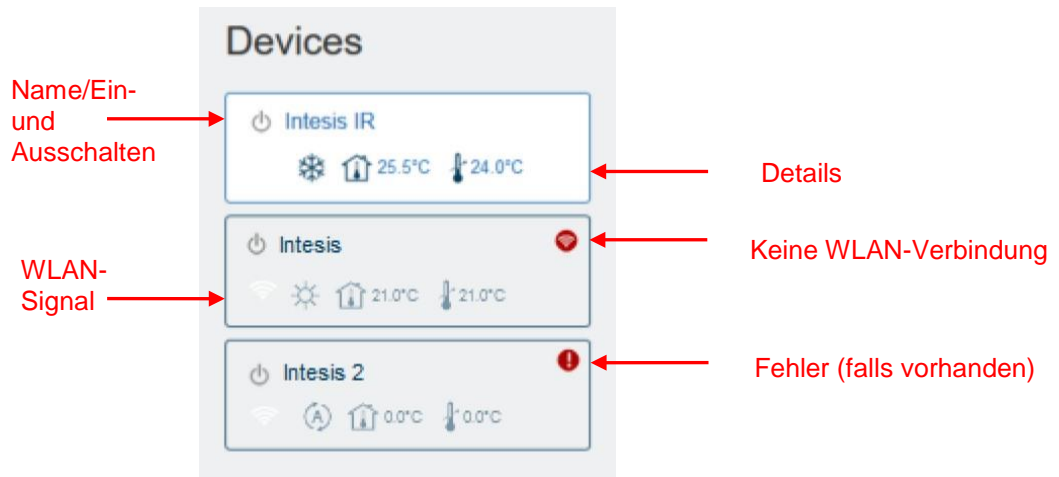 Devices
Name/Ein-
und
Ausschalten
Intesis IR
25.5°C 24.0°C
Details
Intesis
Keine WLAN-Verbindung
WLAN-
Signal
21.0°C 21.0°C
Intesis 2
Fehler (falls vorhanden)
A 0.0°C 0.0°C